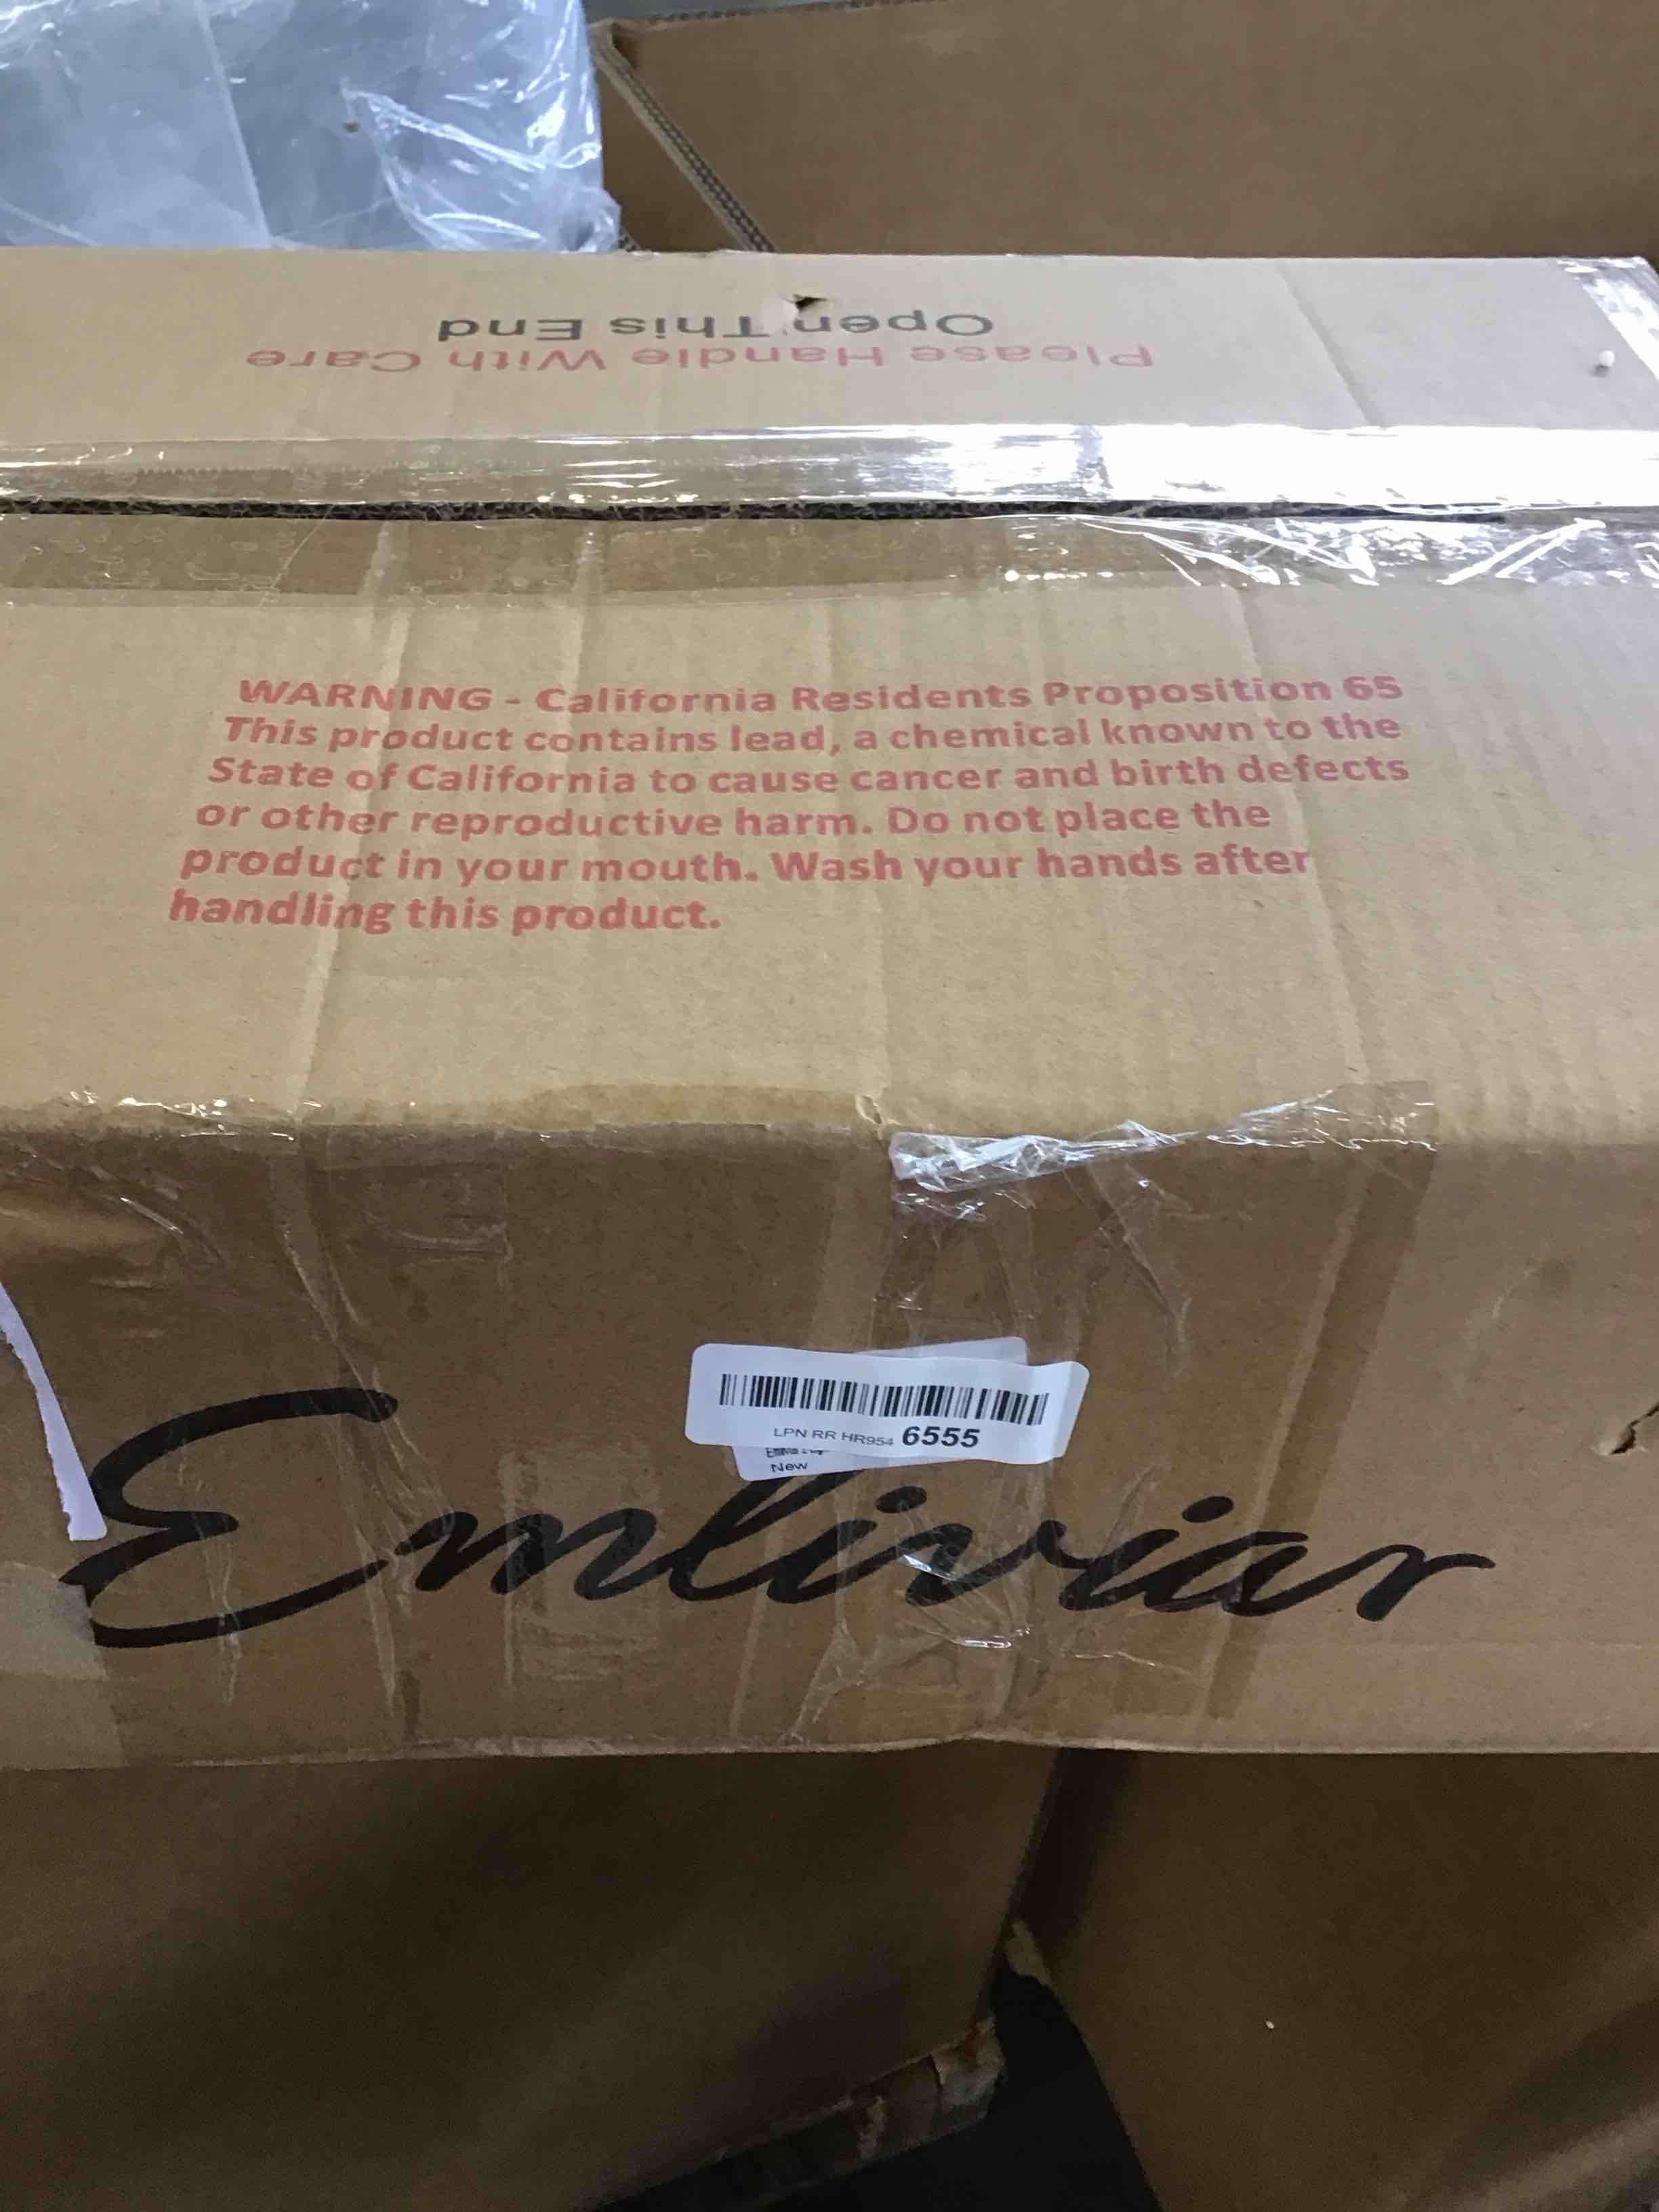 Open This End
Please Handle With Care
WARNING - California Residents Proposition 65
This product contains lead, a chemical known to the
State of California to cause cancer and birth defects
or other reproductive harm. Do not place the
product in your mouth. Wash your hands after
handling this product.
LPN RR HR954 6555
New
Emliviar